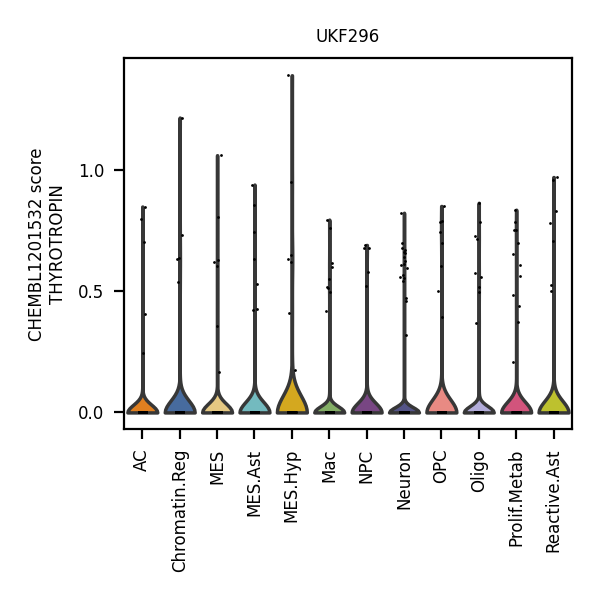 UKF296
CHEMBL1201532 score
THYROTROPIN
1.0
0.5
0.0
AC
Chromatin.Reg
MES
MES.Ast
MES.Hyp
Mac
NPC
Neuron
OPC
Oligo
Prolif.Metab
Reactive.Ast